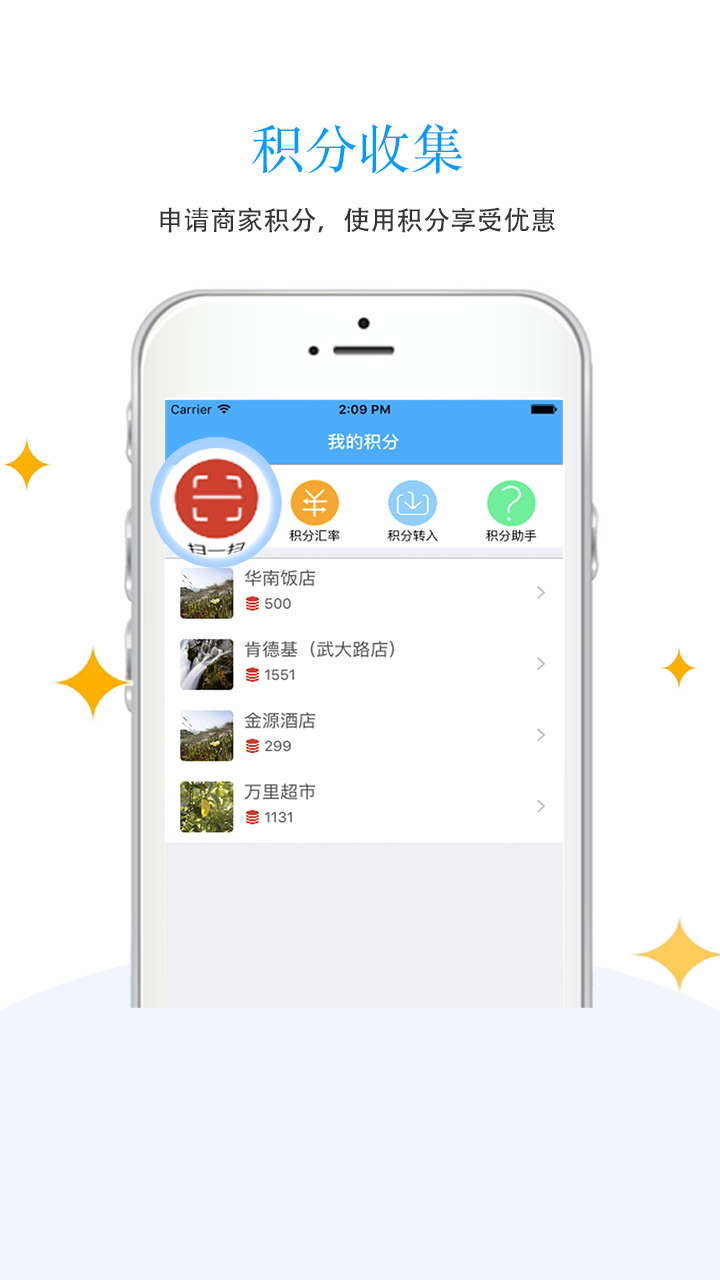 积分收集
申请商家积分，使用积分享受优惠
Carrier 2:09 PM
我的积分
扫一扫 积分汇率 积分转入 积分助手
华南饭店
500
肯德基（武大路店）
1551
金源酒店
299
万里超市
1131